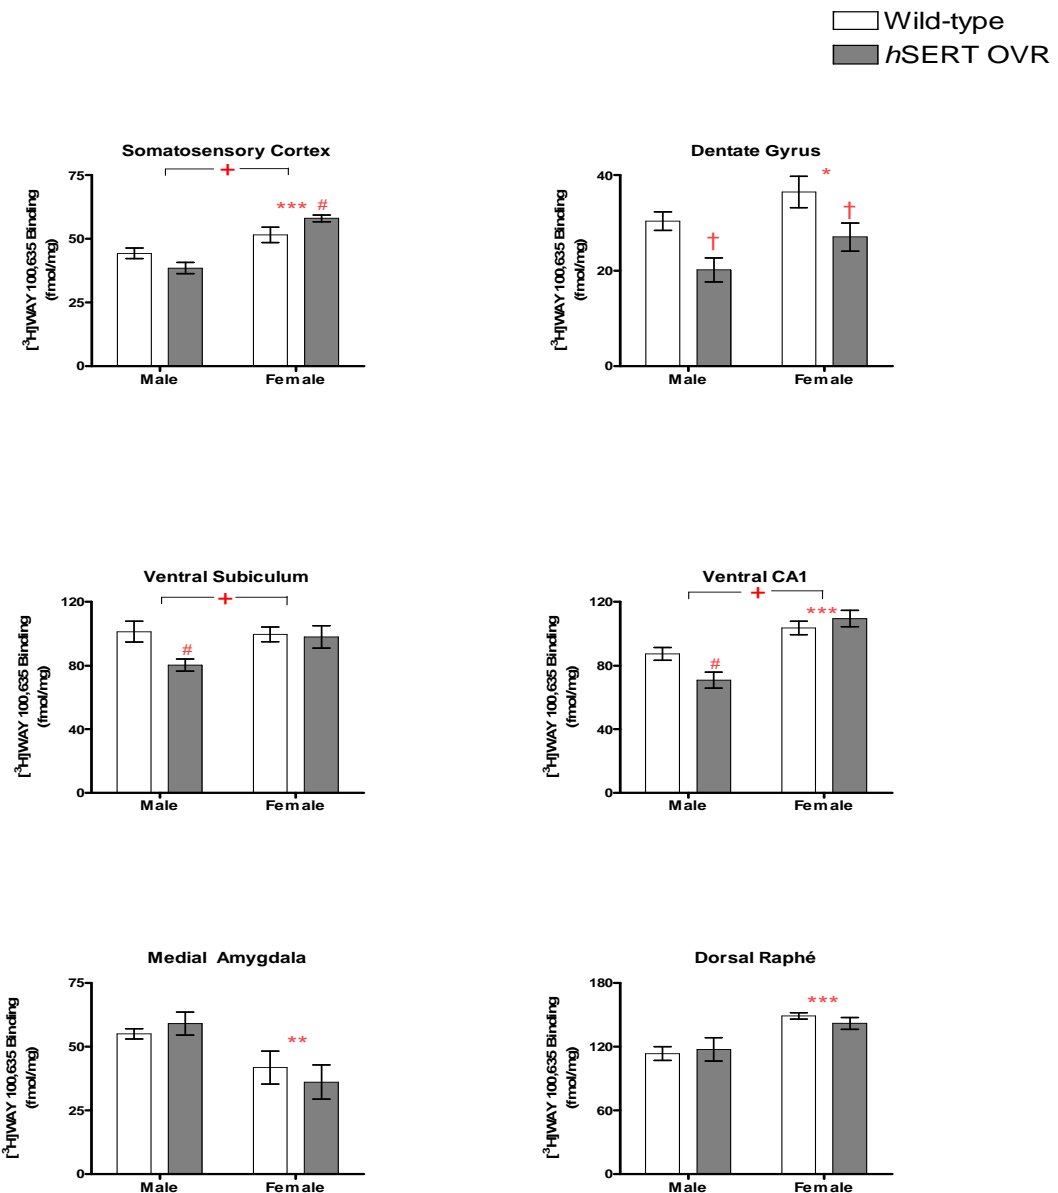 Wild-type
hSERT OVR
Somatosensory Cortex
+
75
50
25
0
*** #
[³H]WAY 100,635 Binding
(fmol/mg)
Male Female
Dentate Gyrus
40
20
0
*
†
†
[³H]WAY 100,635 Binding
(fmol/mg)
Male Female
Ventral Subiculum
+
120
80
40
0
#
[³H]WAY 100,635 Binding
(fmol/mg)
Male Female
Ventral CA1
+
120
80
40
0
***
#
[³H]WAY 100,635 Binding
(fmol/mg)
Male Female
Medial Amygdala
75
50
25
0
**
[³H]WAY 100,635 Binding
(fmol/mg)
Male Female
Dorsal Raphé
180
120
60
0
***
[³H]WAY 100,635 Binding
(fmol/mg)
Male Female